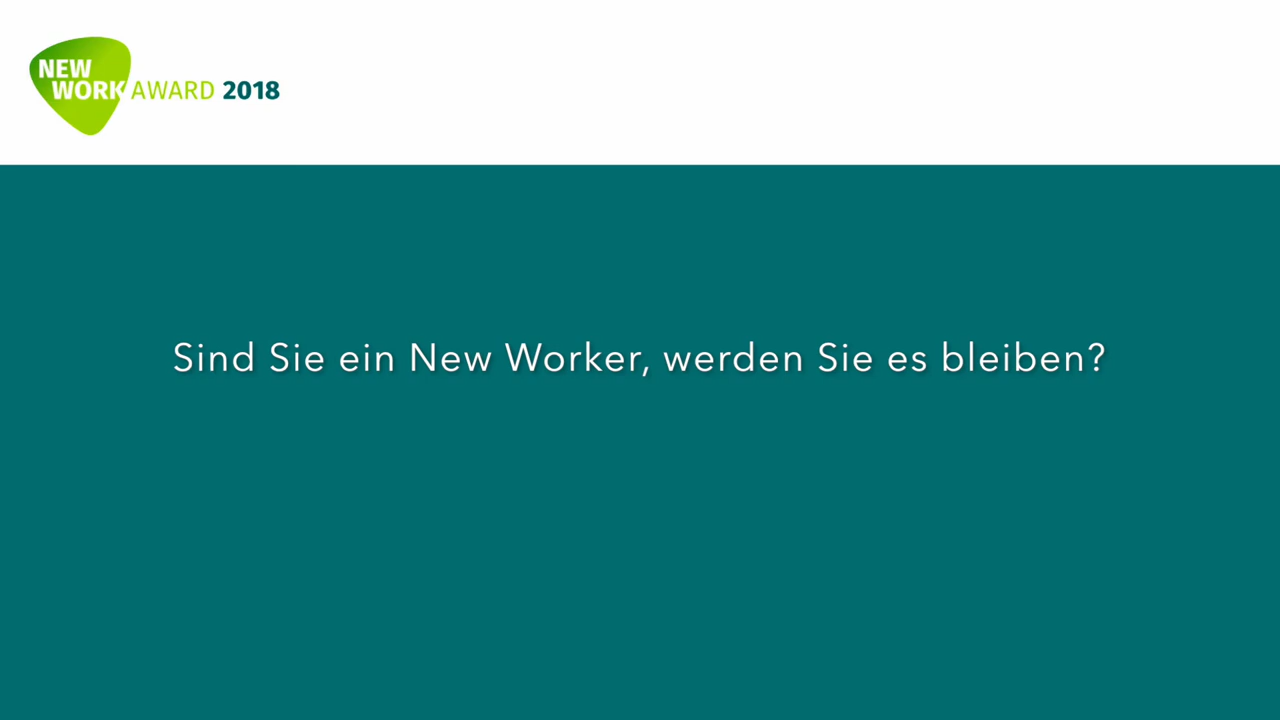 NEW
WORK AWARD 2018
Sind Sie ein New Worker, werden Sie es bleiben?